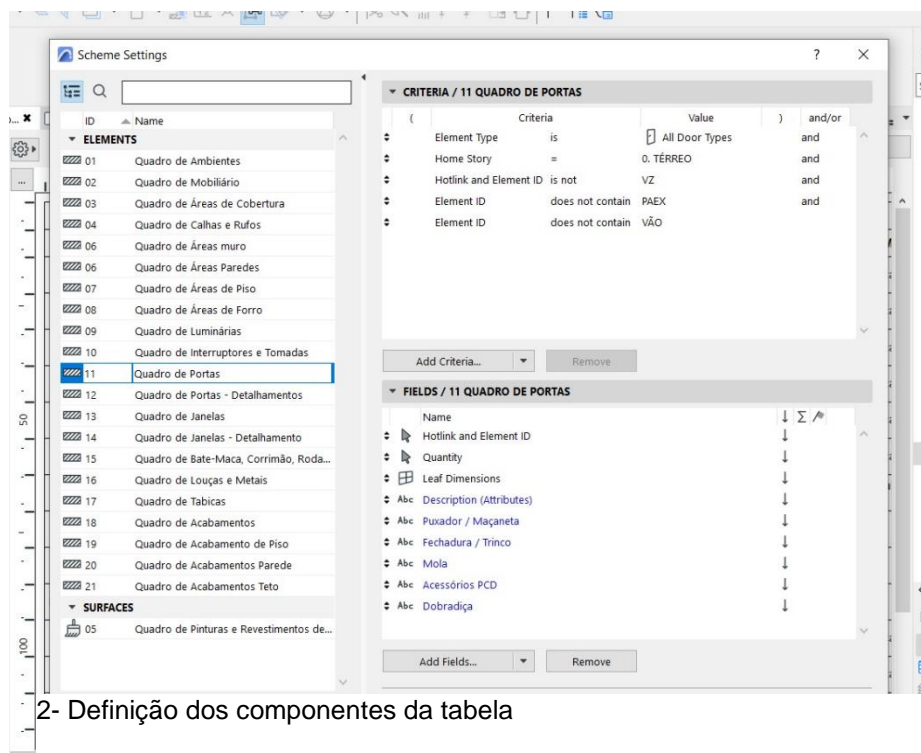 Scheme Settings
? ×
ID Name
ELEMENTS
01 Quadro de Ambientes
02 Quadro de Mobiliário
03 Quadro de Áreas de Cobertura
04 Quadro de Calhas e Rufos
06 Quadro de Áreas muro
06 Quadro de Áreas Paredes
07 Quadro de Áreas de Piso
08 Quadro de Áreas de Forro
09 Quadro de Luminárias
10 Quadro de Interruptores e Tomadas
11 Quadro de Portas
12 Quadro de Portas - Detalhamentos
13 Quadro de Janelas
14 Quadro de Janelas - Detalhamento
15 Quadro de Bate-Maca, Corrimão, Roda...
16 Quadro de Louças e Metais
17 Quadro de Tabicas
18 Quadro de Acabamentos
19 Quadro de Acabamento de Piso
20 Quadro de Acabamentos Parede
21 Quadro de Acabamentos Teto
SURFACES
05 Quadro de Pinturas e Revestimentos de...
CRITERIA / 11 QUADRO DE PORTAS
( Criteria Value ) and/or
Element Type is All Door Types and
Home Story = 0. TÉRREO and
Hotlink and Element ID is not VZ and
Element ID does not contain PAEX and
Element ID does not contain VÃO
Add Criteria... Remove
FIELDS / 11 QUADRO DE PORTAS
Name
Hotlink and Element ID
Quantity
Leaf Dimensions
Abc Description (Attributes)
Abc Puxador / Maçaneta
Abc Fechadura / Trinco
Abc Mola
Abc Acessórios PCD
Abc Dobradiça
Add Fields... Remove
50
100
2- Definição dos componentes da tabela